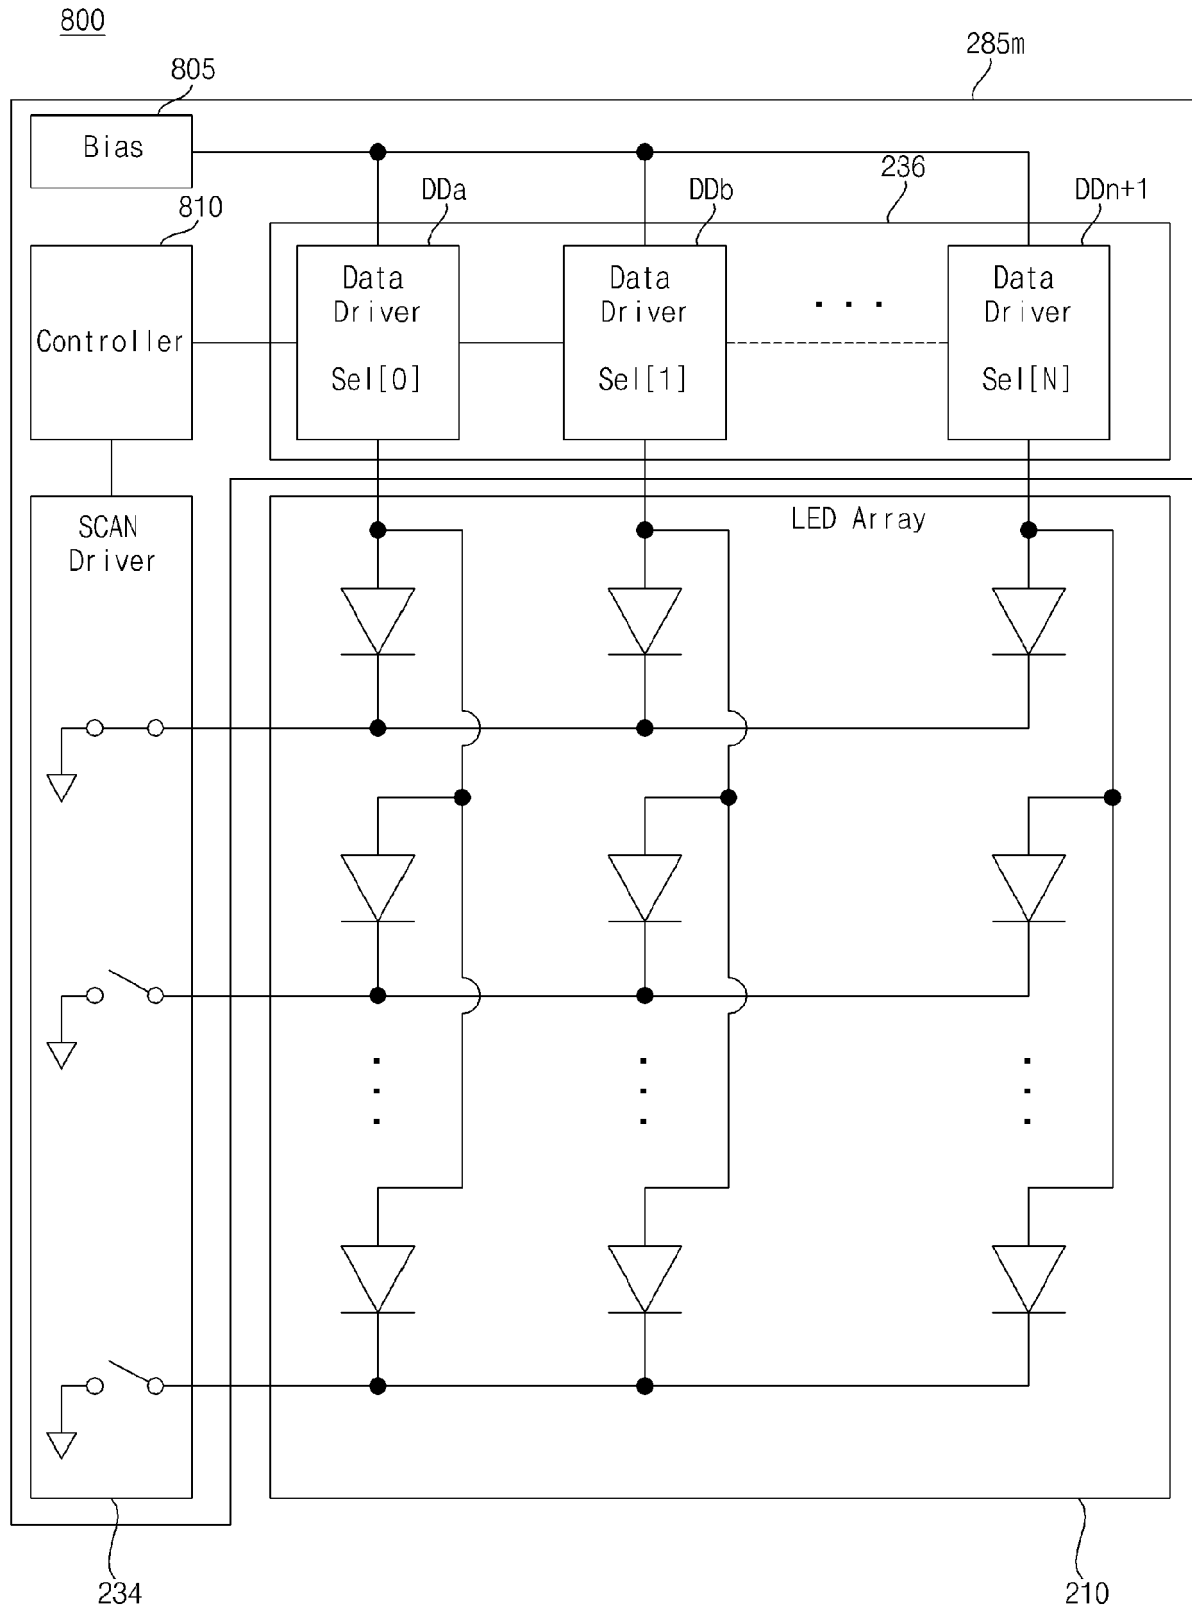 800
285m
805
Bias
236
DDa
DDb
DDn+1
810
Controller
Data
Driver
Sel[0]
Data
Driver
Sel[1]
. . .
Data
Driver
Sel[N]
SCAN
Driver
LED Array
234
210